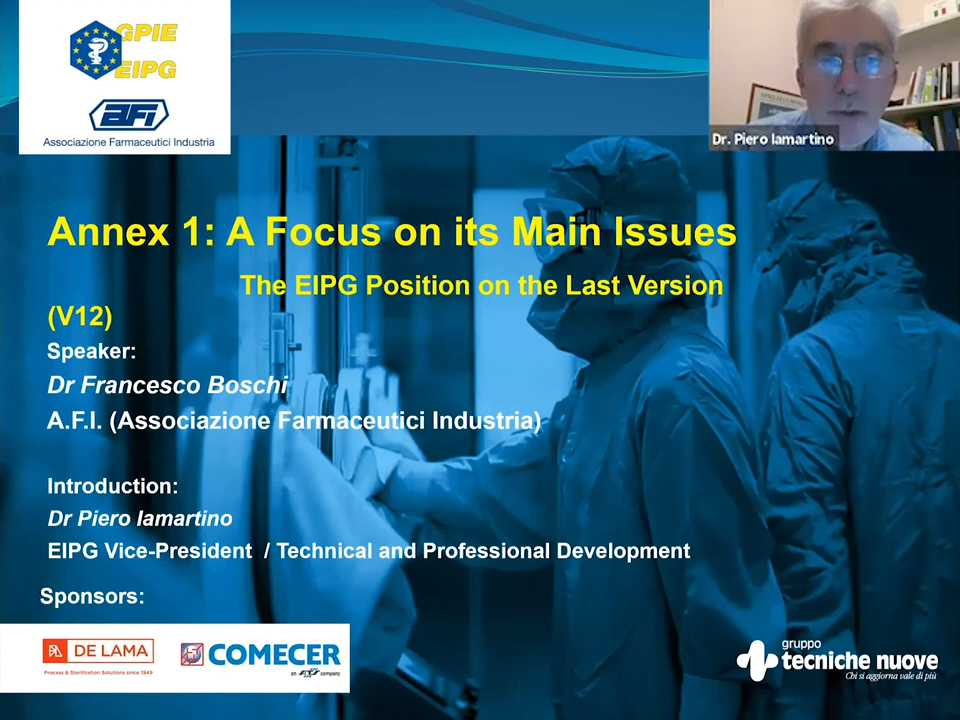 GPIE
EIPG
AFI
Associazione Farmaceutici Industria
Dr. Piero Iamartino
Annex 1: A Focus on its Main Issues
The EIPG Position on the Last Version
(V12)
Speaker:
Dr Francesco Boschi
A.F.I. (Associazione Farmaceutici Industria)
Introduction:
Dr Piero Iamartino
EIPG Vice-President / Technical and Professional Development
Sponsors:
DE LAMA
Process & Sterilization Solutions since 1949
COMECER
an ATS company
gruppo
tecniche nuove
Chi si aggiorna vale di più